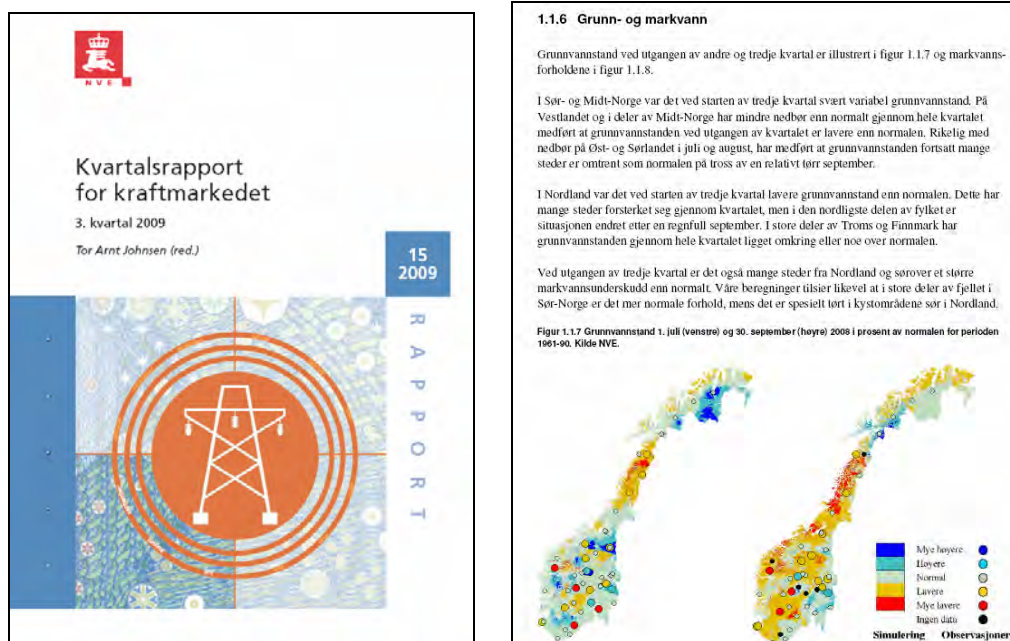 NVE
Kvartalsrapport
for kraftmarkedet
3. kvartal 2009
Tor Arnt Johnsen (red.)
15
2009
RAPPORT
1.1.6 Grunn- og markvann
Grunnvannstand ved utgangen av andre og tredje kvartal er illustrert i figur 1.1.7 og markvanns-
forholdene i figur 1.1.8.
I Sør- og Midt-Norge var det ved starten av tredje kvartal svært variabel grunnvannstand. På
Vestlandet og i deler av Midt-Norge har mindre nedbør enn normalt gjennom hele kvartalet
medført at grunnvannstanden ved utgangen av kvartalet er lavere enn normalen. Rikelig med
nedbør på Øst- og Sørlandet i juli og august, har medført at grunnvannstanden fortsatt mange
steder er omtrent som normalen på tross av en relativt tørr september.
I Nordland var det ved starten av tredje kvartal lavere grunnvannstand enn normalen. Dette har
mange steder forsterket seg gjennom kvartalet, men i den nordligste delen av fylket er
situasjonen endret etter en regnfull september. I store deler av Troms og Finnmark har
grunnvannstanden gjennom hele kvartalet ligget omkring eller noe over normalen.
Ved utgangen av tredje kvartal er det også mange steder fra Nordland og sørover et større
markvannsunderskudd enn normalt. Våre beregninger tilsier likevel at i store deler av fjellet i
Sør-Norge er det mer normale forhold, mens det er spesielt tørt i kystområdene sør i Nordland.
Figur 1.1.7 Grunnvannstand 1. juli (venstre) og 30. september (høyre) 2008 i prosent av normalen for perioden
1961-90. Kilde NVE.
Mye høyere
Høyere
Normal
Lavere
Mye lavere
Ingen data
Simulering Observasjoner